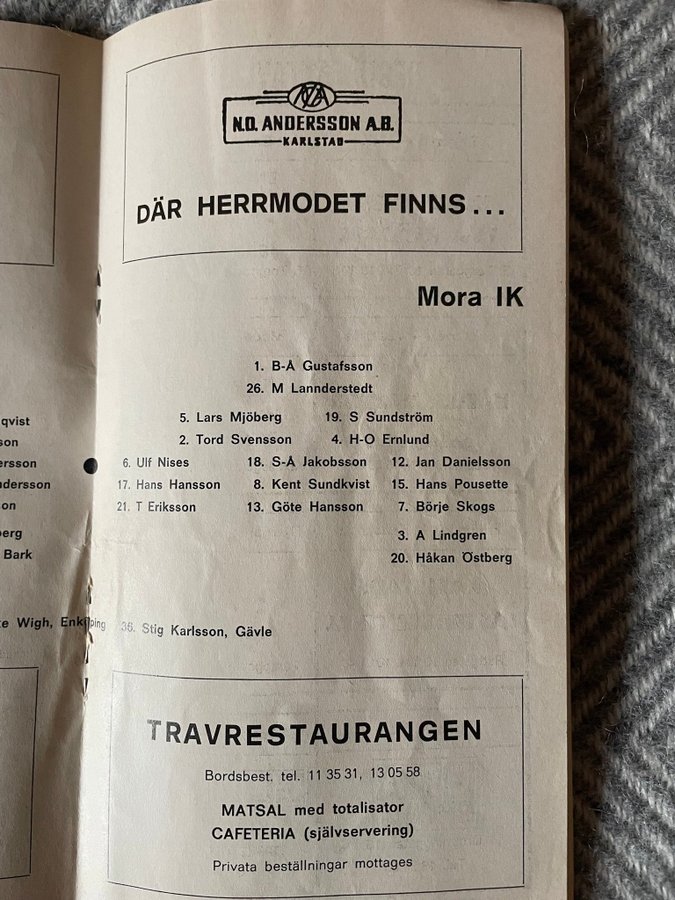 N.O. ANDERSSON A.B.
KARLSTAD
DÄR HERRMODET FINNS...
Mora IK
1. B-Å Gustafsson
26. M Lannderstedt
5. Lars Mjöberg 19. S Sundström
2. Tord Svensson 4. H-O Ernlund
6. Ulf Nises 18. S-Å Jakobsson 12. Jan Danielsson
17. Hans Hansson 8. Kent Sundkvist 15. Hans Pousette
21. T Eriksson 13. Göte Hansson 7. Börje Skogs
3. A Lindgren
20. Håkan Östberg
qvist
son
ersson
ndersson
on
berg
Bark
ke Wigh, Enköping 36. Stig Karlsson, Gävle
TRAVRESTAURANGEN
Bordsbest. tel. 11 35 31, 13 05 58
MATSAL med totalisator
CAFETERIA (självservering)
Privata beställningar mottages